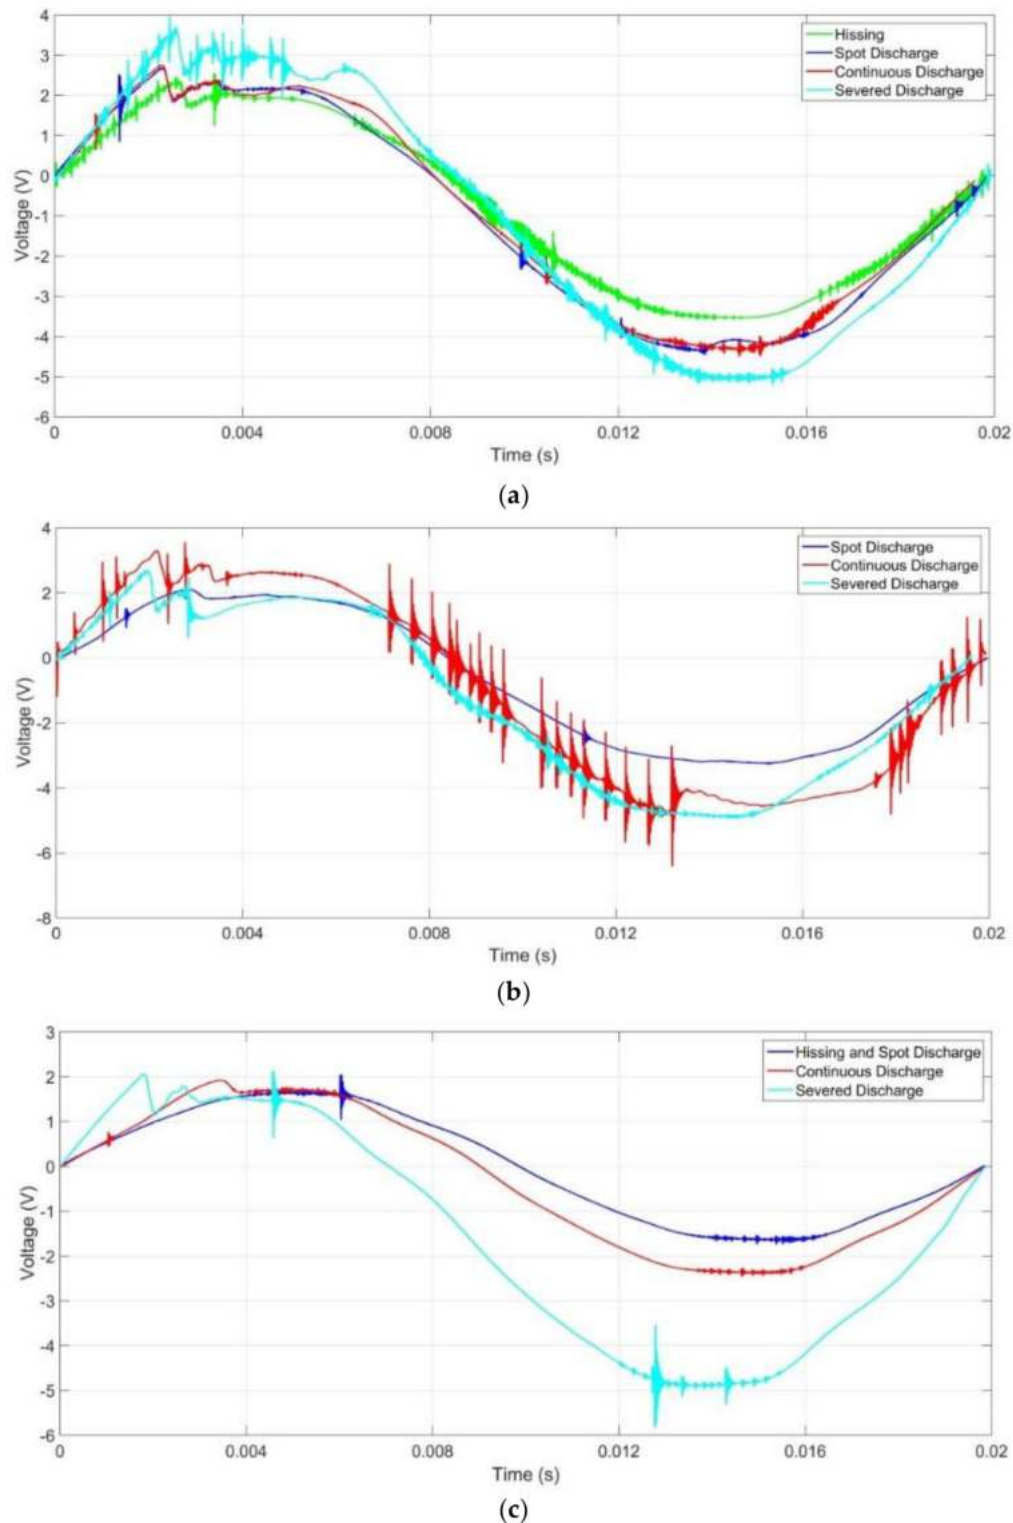 4
3
2
1
0
-1
-2
-3
-4
-5
-6
Voltage (V)
Hissing
Spot Discharge
Continuous Discharge
Severed Discharge
0 0.004 0.008 0.012 0.016 0.02
Time (s)
(a)
4
2
0
-2
-4
-6
-8
Voltage (V)
Spot Discharge
Continuous Discharge
Severed Discharge
0 0.004 0.008 0.012 0.016 0.02
Time (s)
(b)
3
2
1
0
-1
-2
-3
-4
-5
-6
Voltage (V)
Hissing and Spot Discharge
Continuous Discharge
Severed Discharge
0 0.004 0.008 0.012 0.016 0.02
Time (s)
(c)